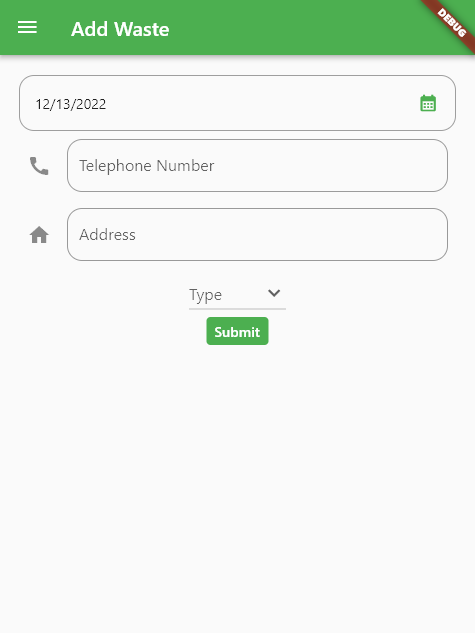 Add Waste
DEBUG
12/13/2022
Telephone Number
Address
Type
Submit